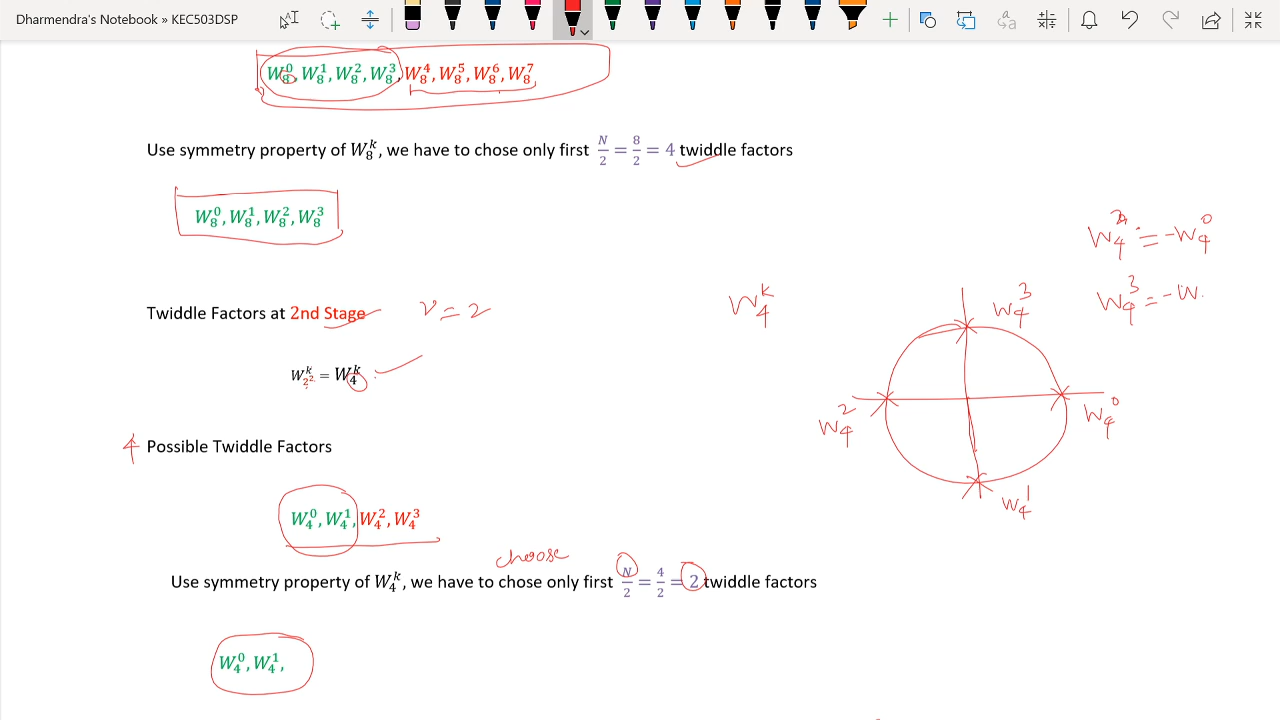 Dharmendra's Notebook » KEC503DSP
W₈⁰, W₈¹, W₈², W₈³, W₈⁴, W₈⁵, W₈⁶, W₈⁷
Use symmetry property of W₈ᵏ, we have to chose only first N/2 = 8/2 = 4 twiddle factors
W₈⁰, W₈¹, W₈², W₈³
W₄² = -W₄⁰
W₄³ = -W
Twiddle Factors at 2nd Stage
ν = 2
W₄ᵏ
W₄³
W_{2²}ᵏ = W₄ᵏ
W₄²
W₄⁰
4 Possible Twiddle Factors
W₄¹
W₄⁰, W₄¹, W₄², W₄³
choose
Use symmetry property of W₄ᵏ, we have to chose only first N/2 = 4/2 = 2 twiddle factors
W₄⁰, W₄¹,